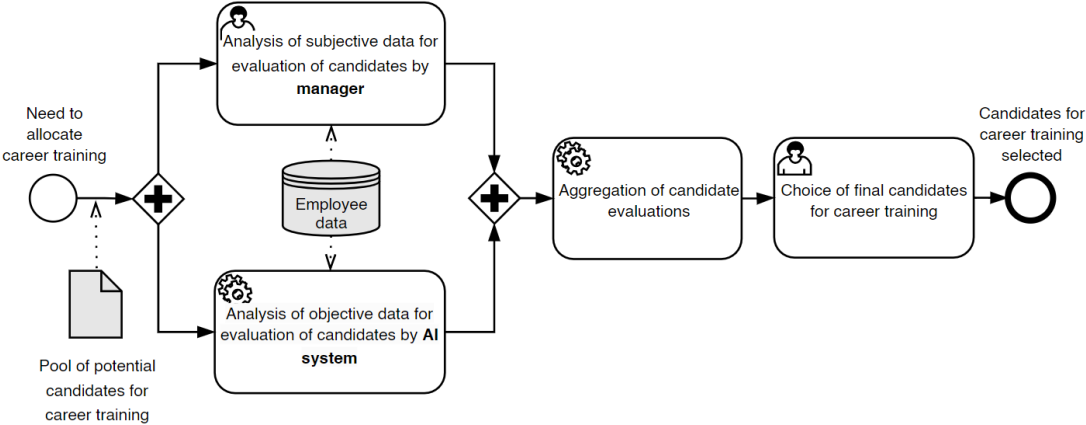 Need to
allocate
career training
Pool of potential
candidates for
career training
Analysis of subjective data for
evaluation of candidates by
manager
Employee
data
Analysis of objective data for
evaluation of candidates by AI
system
Aggregation of candidate
evaluations
Choice of final candidates
for career training
Candidates for
career training
selected